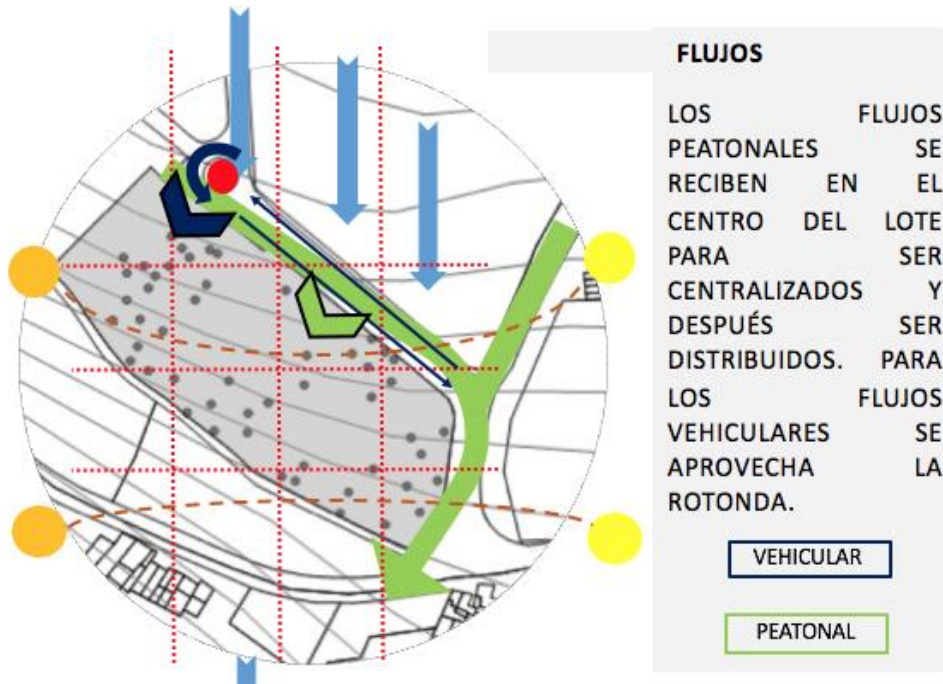 FLUJOS
LOS FLUJOS
PEATONALES SE
RECIBEN EN EL
CENTRO DEL LOTE
PARA SER
CENTRALIZADOS Y
DESPUÉS SER
DISTRIBUIDOS. PARA
LOS FLUJOS
VEHICULARES SE
APROVECHA LA
ROTONDA.
VEHICULAR
PEATONAL